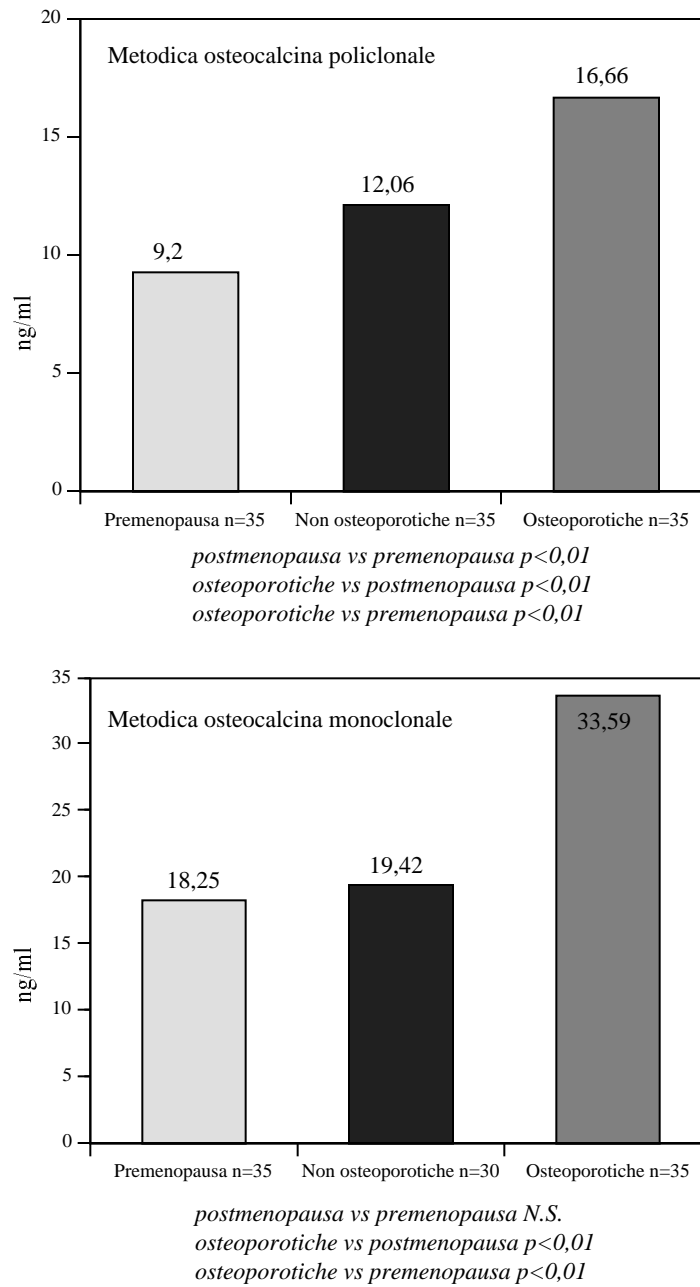 20
Metodica osteocalcina policlonale
16,66
15
12,06
10
9,2
ng/ml
5
0
Premenopausa n=35 Non osteoporotiche n=35 Osteoporotiche n=35
postmenopausa vs premenopausa p<0,01
osteoporotiche vs postmenopausa p<0,01
osteoporotiche vs premenopausa p<0,01
35
Metodica osteocalcina monoclonale
33,59
30
25
20
19,42
18,25
15
ng/ml
10
5
0
Premenopausa n=35 Non osteoporotiche n=30 Osteoporotiche n=35
postmenopausa vs premenopausa N.S.
osteoporotiche vs postmenopausa p<0,01
osteoporotiche vs premenopausa p<0,01